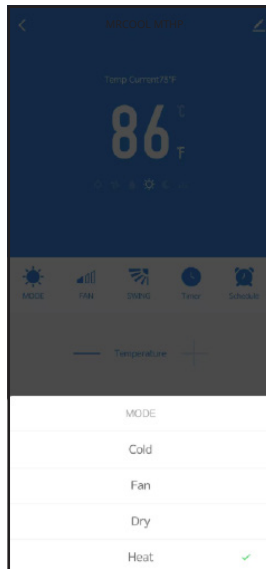 Temp-Current78°F
86 °C
°F
MODE
FAN
SWING
Timer
Schedule
Temperature
MODE
Cold
Fan
Dry
Heat